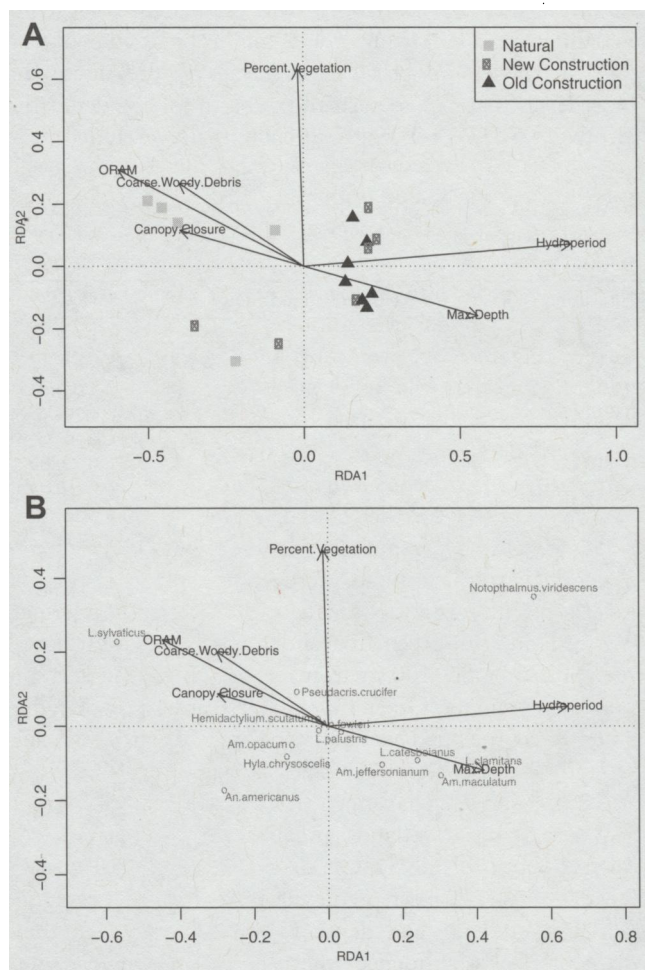 A
Natural
New Construction
Old Construction
Percent.Vegetation
ORAM
Coarse.Woody.Debris
Canopy.Closure
Hydroperiod
Max.Depth
RDA2
0.6
0.4
0.2
0.0
−0.2
−0.4
−0.5
0.0
0.5
1.0
RDA1
B
Percent.Vegetation
Notopthalmus.viridescens
L.sylvaticus
ORAM
Coarse.Woody.Debris
Canopy.Closure
Pseudacris.crucifer
Hydroperiod
Hemidactylium.scutatum
An.fowleri
L.palustris
Am.opacum
L.catesbeianus
Hyla.chrysoscelis
L.clamitans
Am.jeffersonianum
Max.Depth
Am.maculatum
An.americanus
RDA2
0.4
0.2
0.0
−0.2
−0.4
−0.6
−0.4
−0.2
0.0
0.2
0.4
0.6
0.8
RDA1